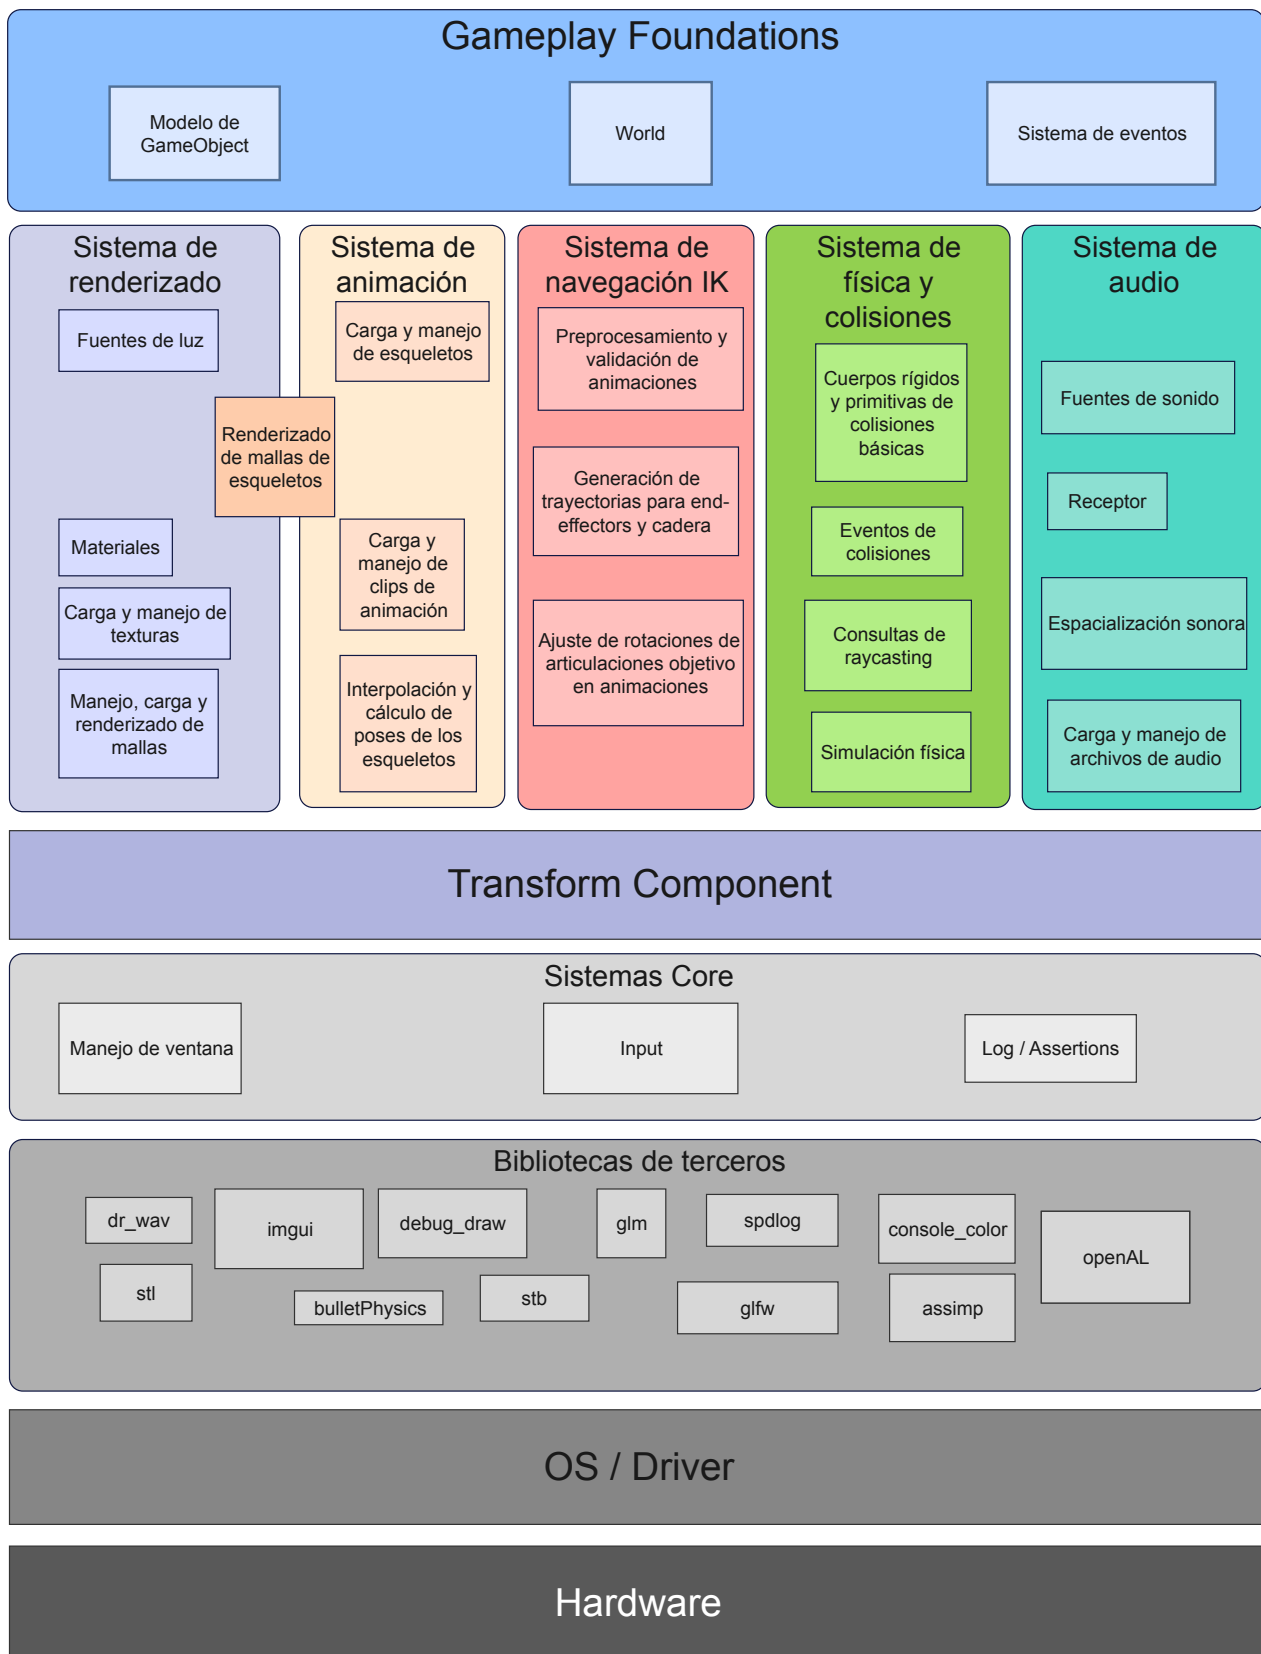 Gameplay Foundations
Modelo de
GameObject
World
Sistema de eventos
Sistema de
renderizado
Fuentes de luz
Renderizado
de mallas de
esqueletos
Materiales
Carga y manejo de
texturas
Manejo, carga y
renderizado de
mallas
Sistema de
animación
Carga y manejo
de esqueletos
Carga y
manejo de
clips de
animación
Interpolación y
cálculo de
poses de los
esqueletos
Sistema de
navegación IK
Preprocesamiento y
validación de
animaciones
Generación de
trayectorias para end-
effectors y cadera
Ajuste de rotaciones de
articulaciones objetivo
en animaciones
Sistema de
física y
colisiones
Cuerpos rígidos
y primitivas de
colisiones
básicas
Eventos de
colisiones
Consultas de
raycasting
Simulación física
Sistema de
audio
Fuentes de sonido
Receptor
Espacialización sonora
Carga y manejo de
archivos de audio
Transform Component
Sistemas Core
Manejo de ventana
Input
Log / Assertions
Bibliotecas de terceros
dr_wav
imgui
debug_draw
glm
spdlog
console_color
openAL
stl
bulletPhysics
stb
glfw
assimp
OS / Driver
Hardware